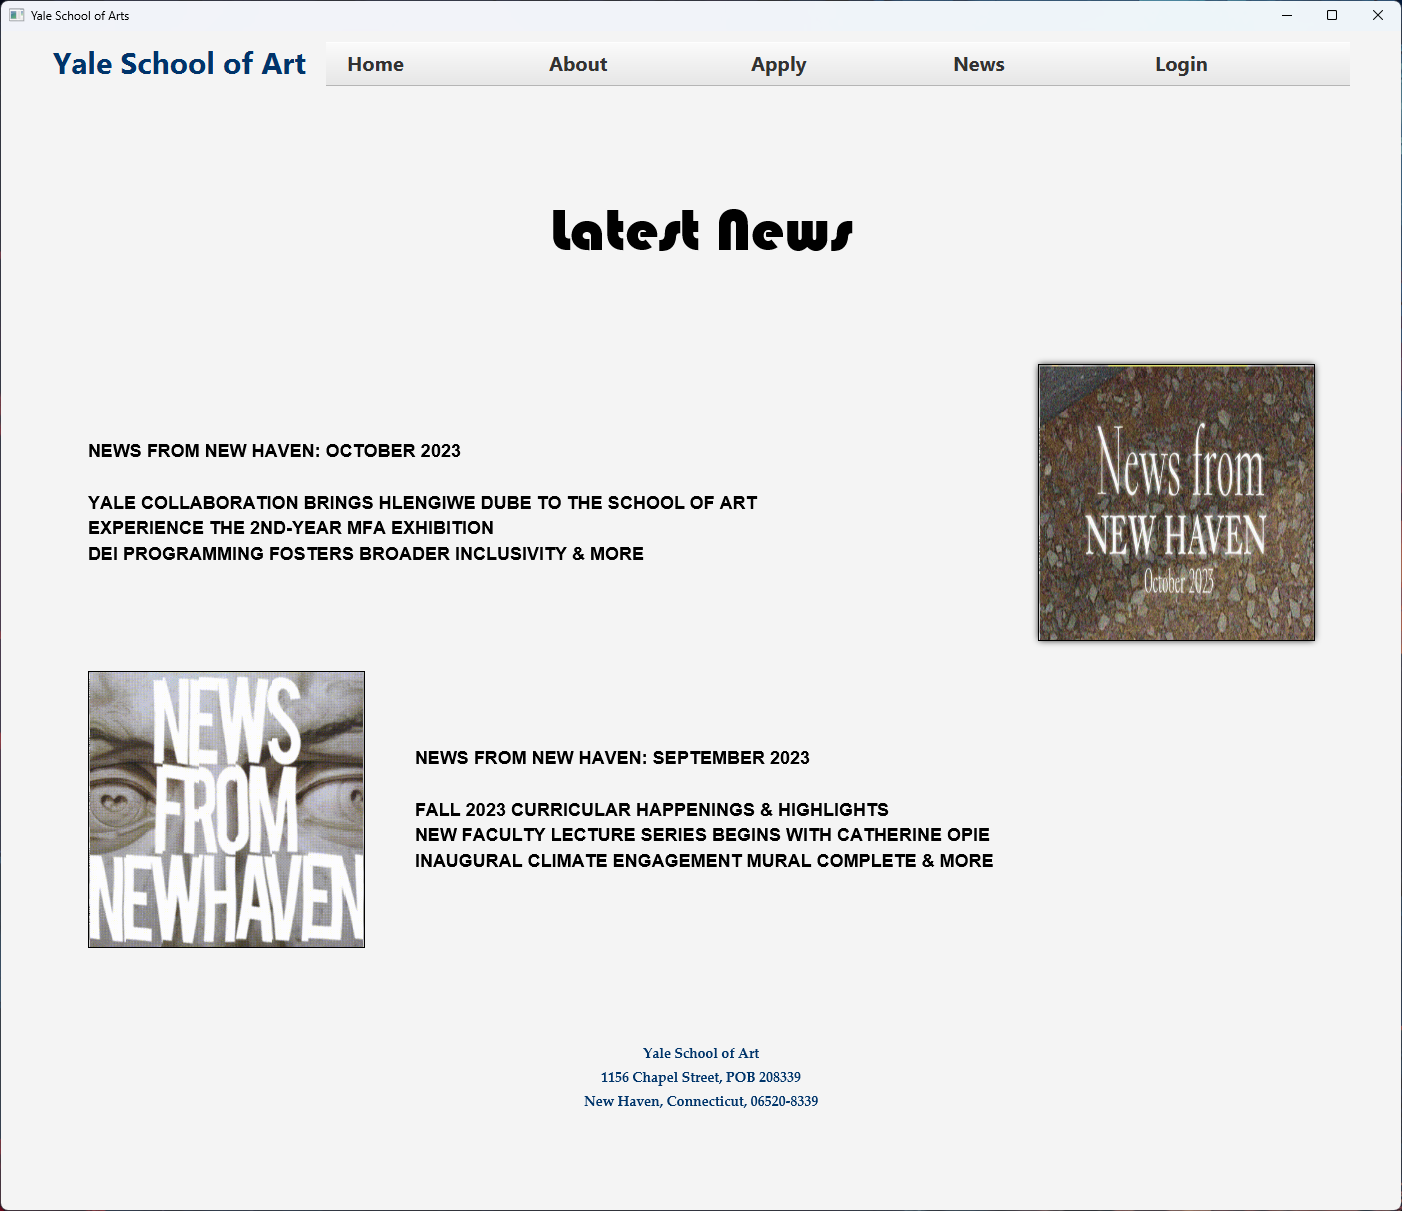 Yale School of Arts
Yale School of Art
Home
About
Apply
News
Login
Latest News
NEWS FROM NEW HAVEN: OCTOBER 2023
YALE COLLABORATION BRINGS HLENGIWE DUBE TO THE SCHOOL OF ART
EXPERIENCE THE 2ND-YEAR MFA EXHIBITION
DEI PROGRAMMING FOSTERS BROADER INCLUSIVITY & MORE
News from
NEW HAVEN
October 2023
NEWS
FROM
NEWHAVEN
NEWS FROM NEW HAVEN: SEPTEMBER 2023
FALL 2023 CURRICULAR HAPPENINGS & HIGHLIGHTS
NEW FACULTY LECTURE SERIES BEGINS WITH CATHERINE OPIE
INAUGURAL CLIMATE ENGAGEMENT MURAL COMPLETE & MORE
Yale School of Art
1156 Chapel Street, POB 208339
New Haven, Connecticut, 06520-8339